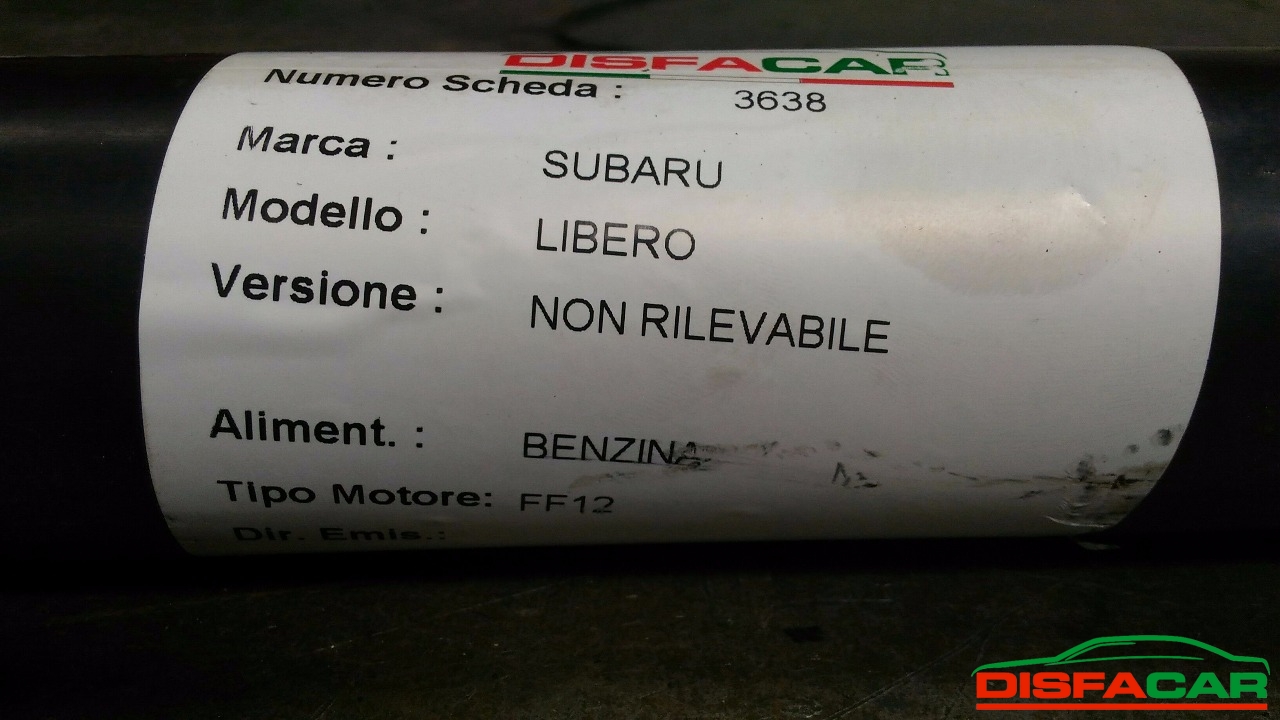 DISFACAR
Numero Scheda : 3638
Marca : SUBARU
Modello : LIBERO
Versione : NON RILEVABILE
Aliment. : BENZINA
Tipo Motore: FF12
Dir. Emis.:
DISFACAR